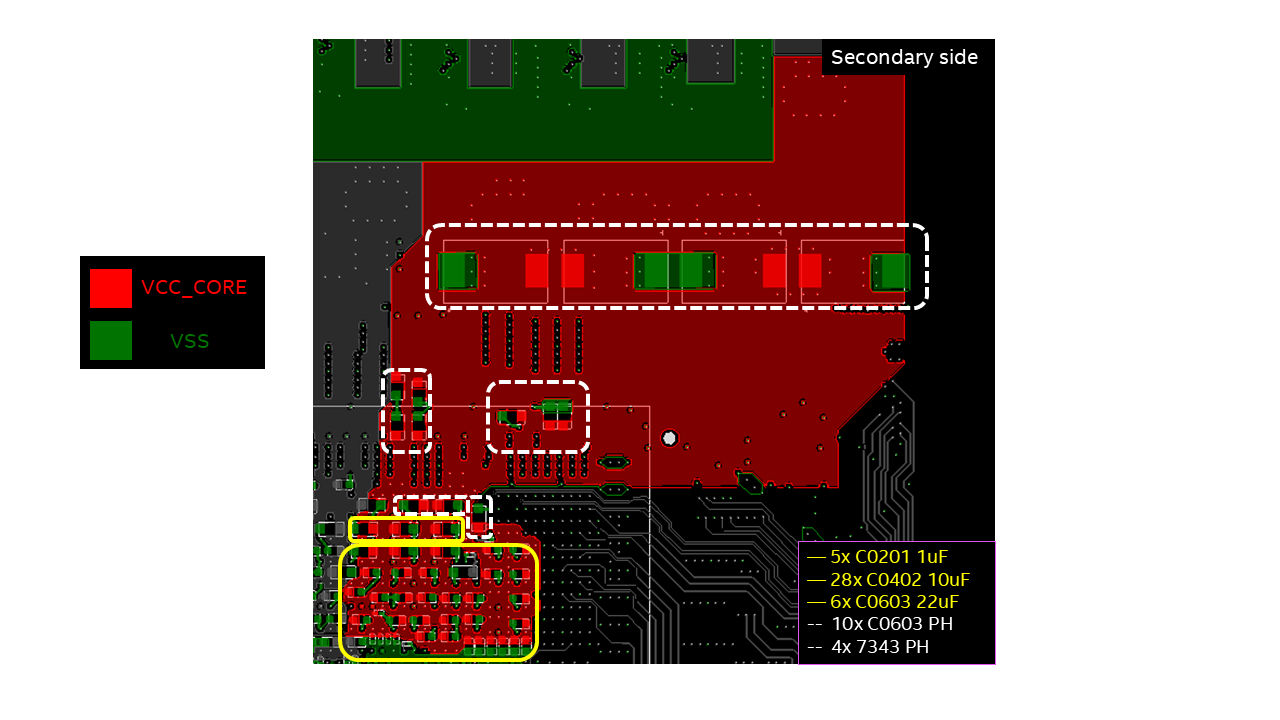 Secondary side
VCC_CORE
VSS
— 5x C0201 1uF
— 28x C0402 10uF
— 6x C0603 22uF
-- 10x C0603 PH
-- 4x 7343 PH